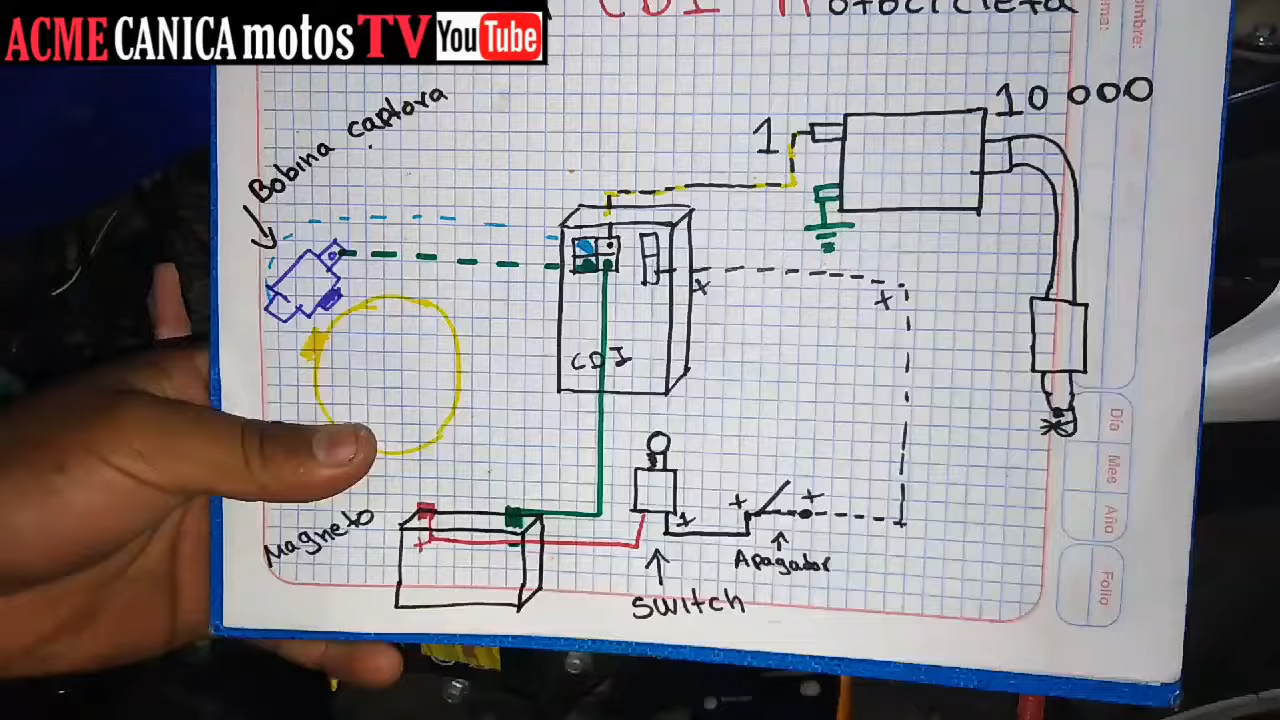 ACME CANICA motos TV YouTube
CDI Motocicleta
Nombre:
10 000
Bobina captora
1
+
+
CDI
Día
Mes
Año
Folio
Magneto
+
+
+
+
Apagador
Switch